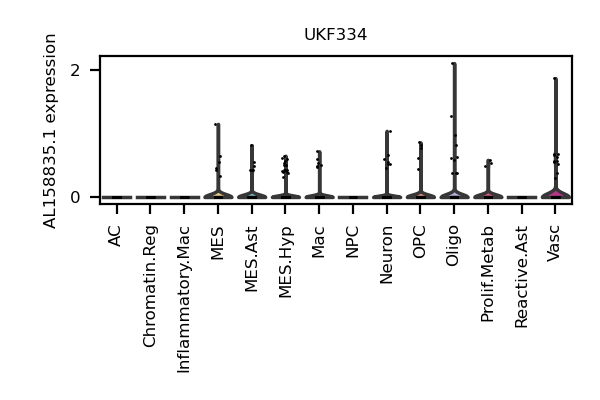 UKF334
AL158835.1 expression
2
0
AC
Chromatin.Reg
Inflammatory.Mac
MES
MES.Ast
MES.Hyp
Mac
NPC
Neuron
OPC
Oligo
Prolif.Metab
Reactive.Ast
Vasc